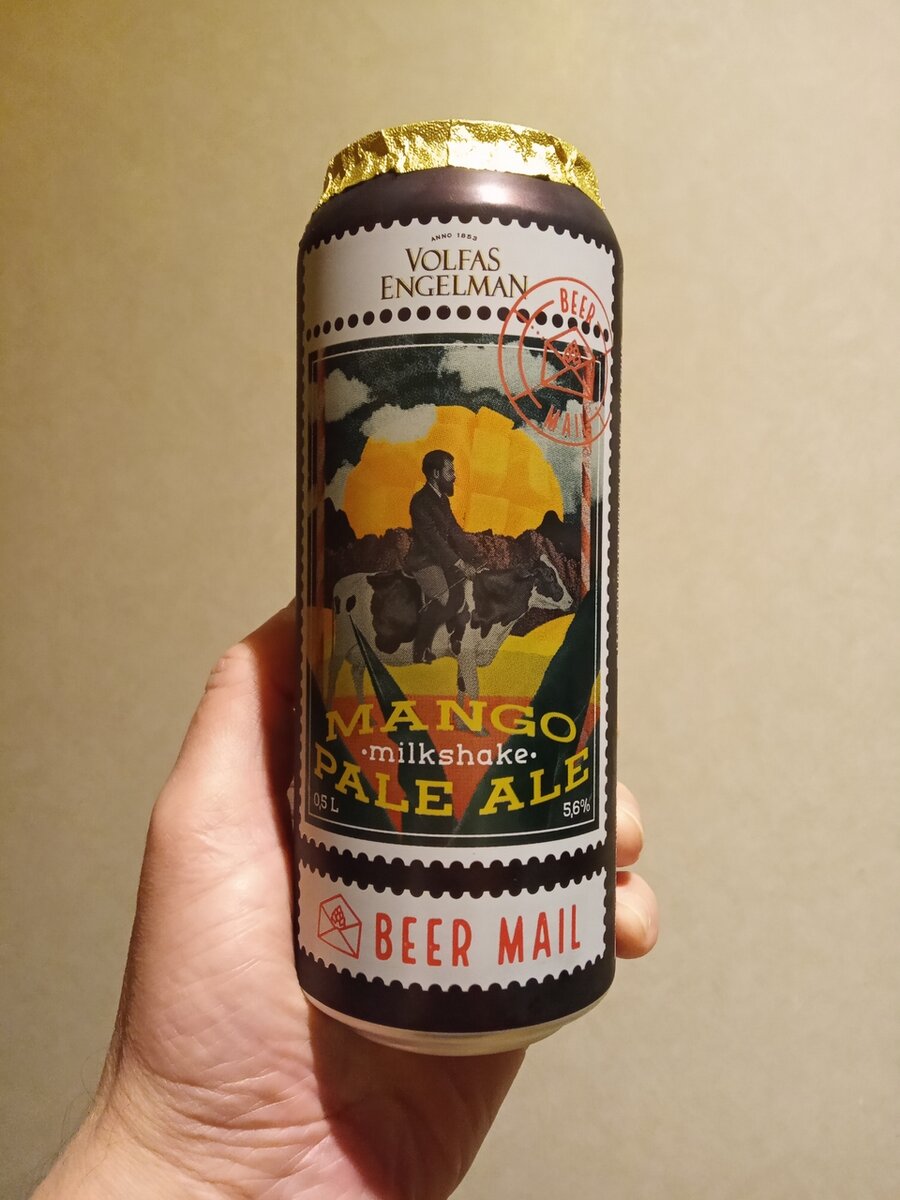 ANNO 1853
VOLFAS
ENGELMAN
BEER
MAIL
MANGO
·milkshake·
PALE ALE
0,5 L
5,6%
BEER MAIL